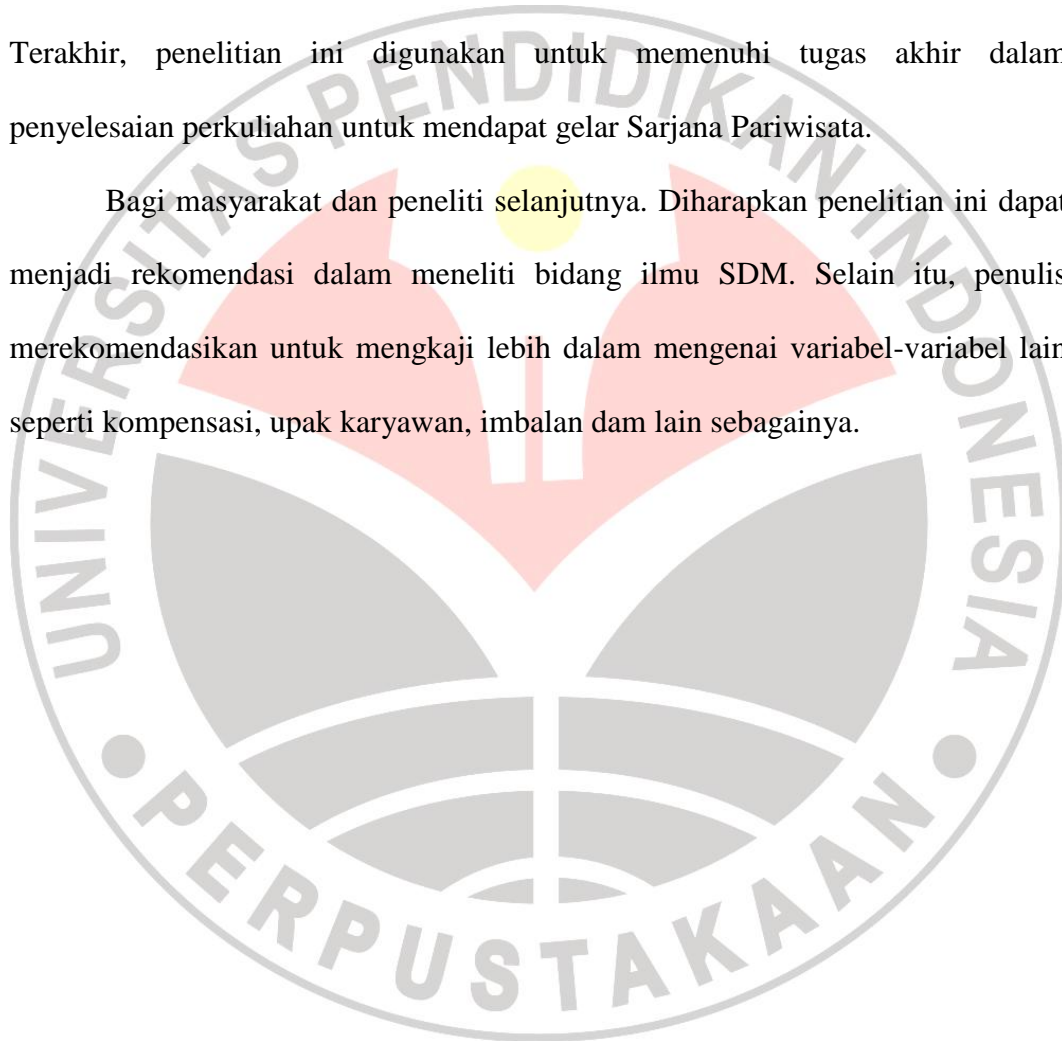 Terakhir, penelitian ini digunakan untuk memenuhi tugas akhir dalam
penyelesaian perkuliahan untuk mendapat gelar Sarjana Pariwisata.
Bagi masyarakat dan peneliti selanjutnya. Diharapkan penelitian ini dapat
menjadi rekomendasi dalam meneliti bidang ilmu SDM. Selain itu, penulis
merekomendasikan untuk mengkaji lebih dalam mengenai variabel-variabel lain
seperti kompensasi, upak karyawan, imbalan dam lain sebagainya.
UNIVERSITAS PENDIDIKAN INDONESIA
PERPUSTAKAAN